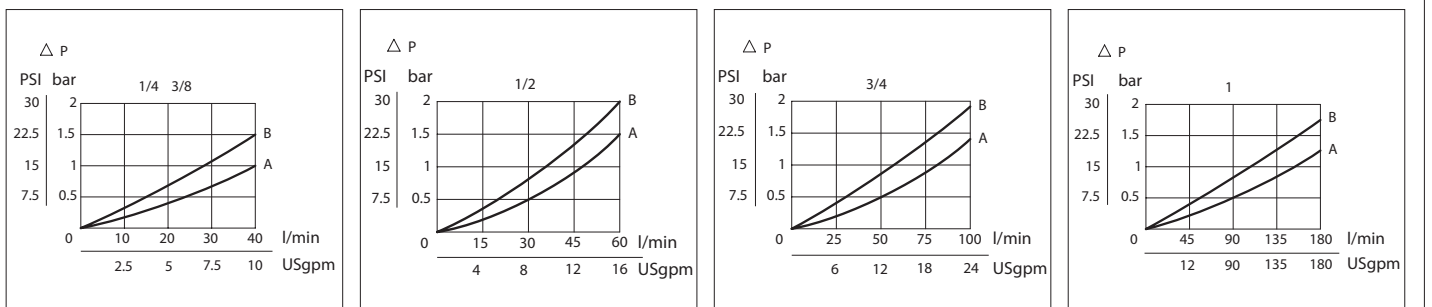 △ P
PSI bar
1/4 3/8
30 2
22.5 1.5 B
15 1 A
7.5 0.5
0 10 20 30 40 l/min
2.5 5 7.5 10 USgpm
△ P
PSI bar
1/2
30 2 B
22.5 1.5 A
15 1
7.5 0.5
0 15 30 45 60 l/min
4 8 12 16 USgpm
△ P
PSI bar
3/4
30 2 B
22.5 1.5 A
15 1
7.5 0.5
0 25 50 75 100 l/min
6 12 18 24 USgpm
△ P
PSI bar
1
30 2 B
22.5 1.5 A
15 1
7.5 0.5
0 45 90 135 180 l/min
12 90 135 180 USgpm